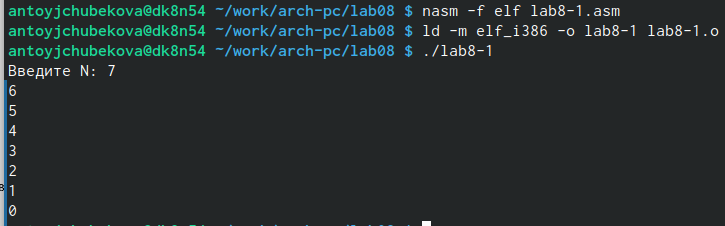 antoyjchubekova@dk8n54 ~/work/arch-pc/lab08 $ nasm -f elf lab8-1.asm
antoyjchubekova@dk8n54 ~/work/arch-pc/lab08 $ ld -m elf_i386 -o lab8-1 lab8-1.o
antoyjchubekova@dk8n54 ~/work/arch-pc/lab08 $ ./lab8-1
Введите N: 7
6
5
4
3
2
1
0